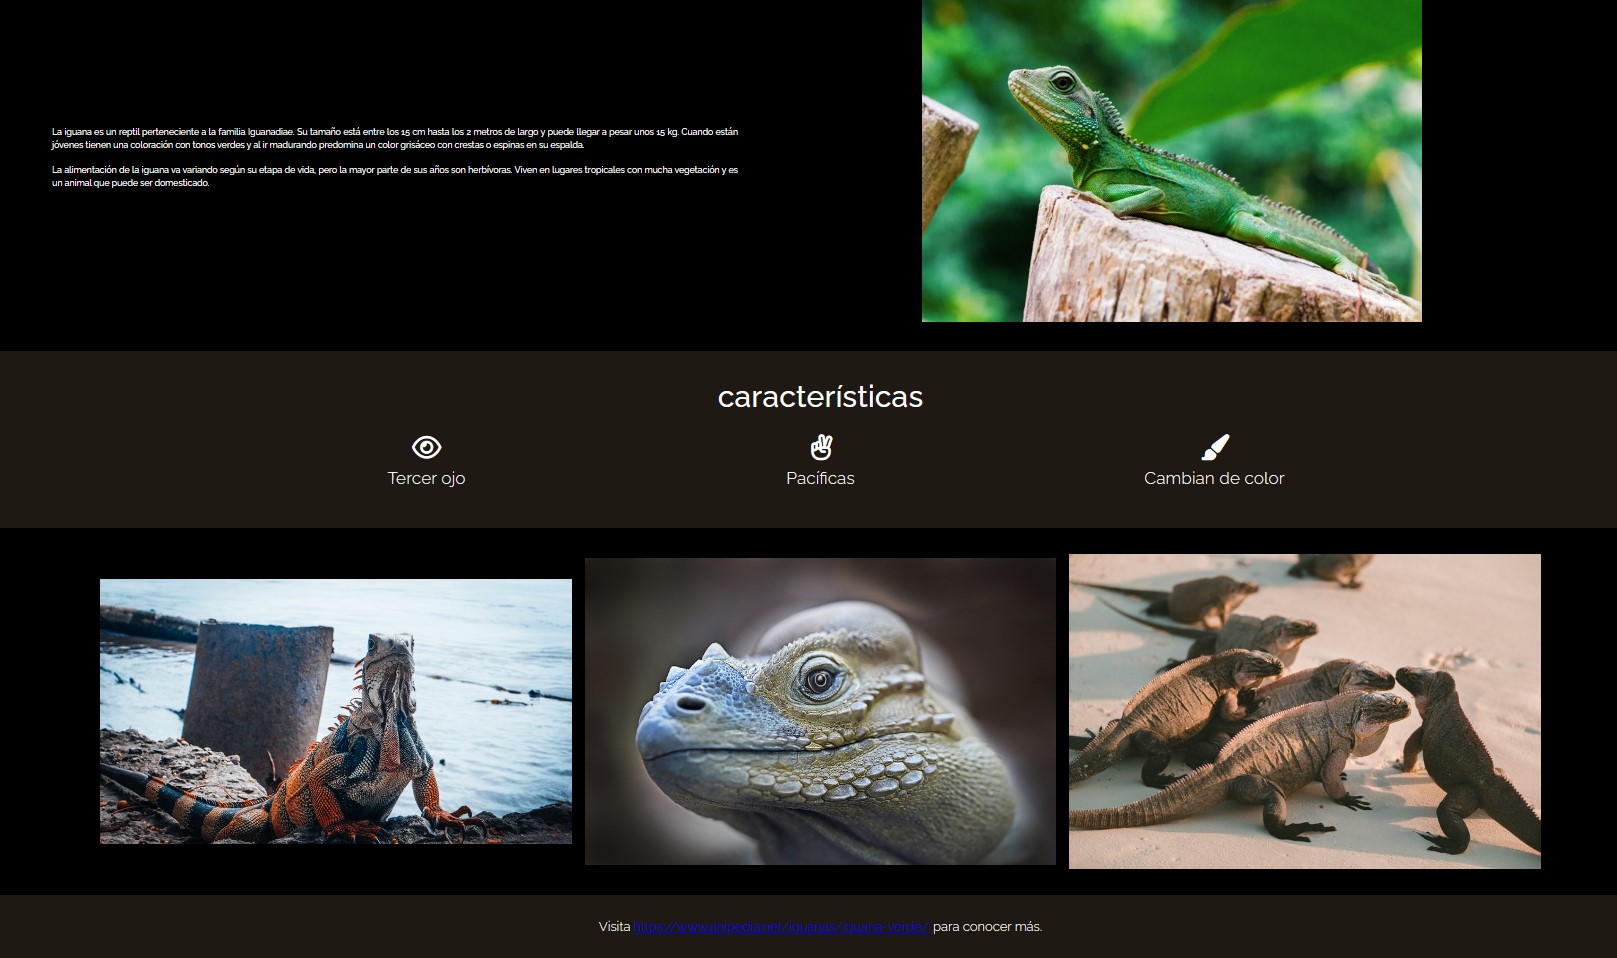 La iguana es un reptil perteneciente a la familia Iguanadiae. Su tamaño está entre los 15 cm hasta los 2 metros de largo y puede llegar a pesar unos 15 kg. Cuando están
jóvenes tienen una coloración con tonos verdes y al ir madurando predomina un color grisáceo con crestas o espinas en su espalda.
La alimentación de la iguana va variando según su etapa de vida, pero la mayor parte de sus años son herbívoras. Viven en lugares tropicales con mucha vegetación y es
un animal que puede ser domesticado.
características
Tercer ojo
Pacíficas
Cambian de color
Visita https://www.anipedia.net/iguanas/iguana-verde/ para conocer más.